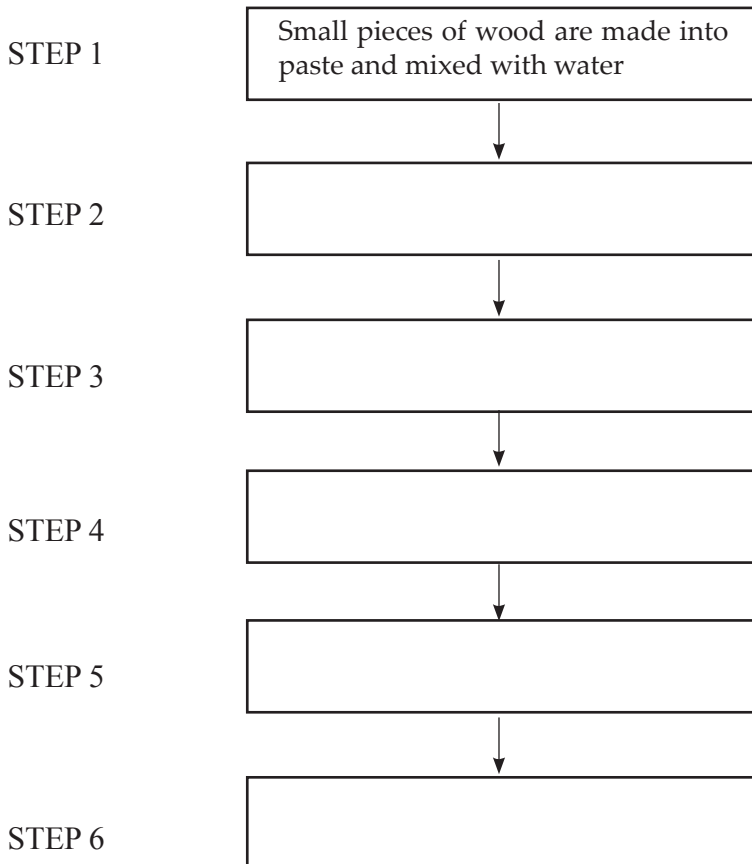 STEP 1
Small pieces of wood are made into
paste and mixed with water
STEP 2
STEP 3
STEP 4
STEP 5
STEP 6